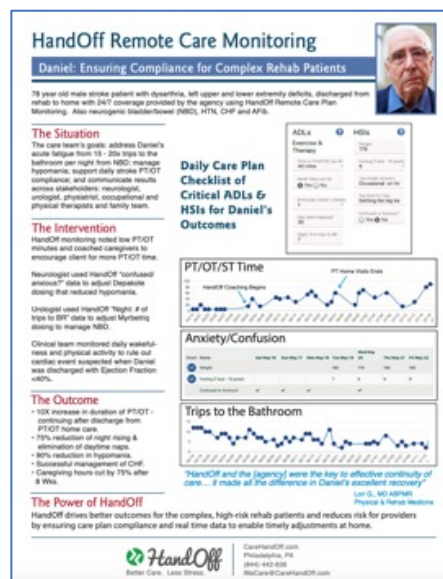 HandOff Remote Care Monitoring
Daniel: Ensuring Compliance for Complex Rehab Patients
78 year old male stroke patient with dysarthria, left upper and lower extremity deficits, discharged from
rehab to home with 24/7 coverage provided by the agency using HandOff Remote Care Plan
Monitoring. Also neurogenic bladder/bowel (NBD), HTN, CHF and AFib.
The Situation
The care team's goals: address Daniel's
acute fatigue from 15 - 20x trips to the
bathroom per night from NBD; manage
hypomania; support daily stroke PT/OT
compliance; and communicate results
across stakeholders: neurologist,
urologist, physiatrist, occupational and
physical therapists and family team.
The Intervention
HandOff monitoring noted low PT/OT
minutes and coached caregivers to
encourage client for more PT/OT time.
Neurologist used HandOff "confused/
anxious?" data to adjust Depakote
dosing that reduced hypomania.
Urologist used HandOff "Night: # of
trips to BR" data to adjust Myrbetriq
dosing to manage NBD.
Clinical team monitored daily wakeful-
ness and physical activity to rule out
cardiac event suspected when Daniel
was discharged with Ejection Fraction
<40%.
The Outcome
• 10X increase in duration of PT/OT -
continuing after discharge from
PT/OT home care.
• 75% reduction of night rising &
elimination of daytime naps.
• 90% reduction in hypomania.
• Successful management of CHF.
• Caregiving hours cut by 75% after
8 Wks.
Daily Care Plan
Checklist of
Critical ADLs &
HSIs for Daniel's
Outcomes
ADLs
Exercise &
Therapy
HSIs
PT/OT/ST Time
HandOff Coaching Begins
PT Home Visits Ends
Anxiety/Confusion
Trips to the Bathroom
"HandOff and the [agency] were the key to effective continuity of
care... it made all the difference in Daniel's excellent recovery"
Lori G., MD ABPMR
Physical & Rehab Medicine
The Power of HandOff
HandOff drives better outcomes for the complex, high-risk rehab patients and reduces risk for providers
by ensuring care plan compliance and real time data to enable timely adjustments at home.
HandOff
Better Care. Less Stress.
CareHandOff.com
Philadelphia, PA
WeCare@CareHandOff.com